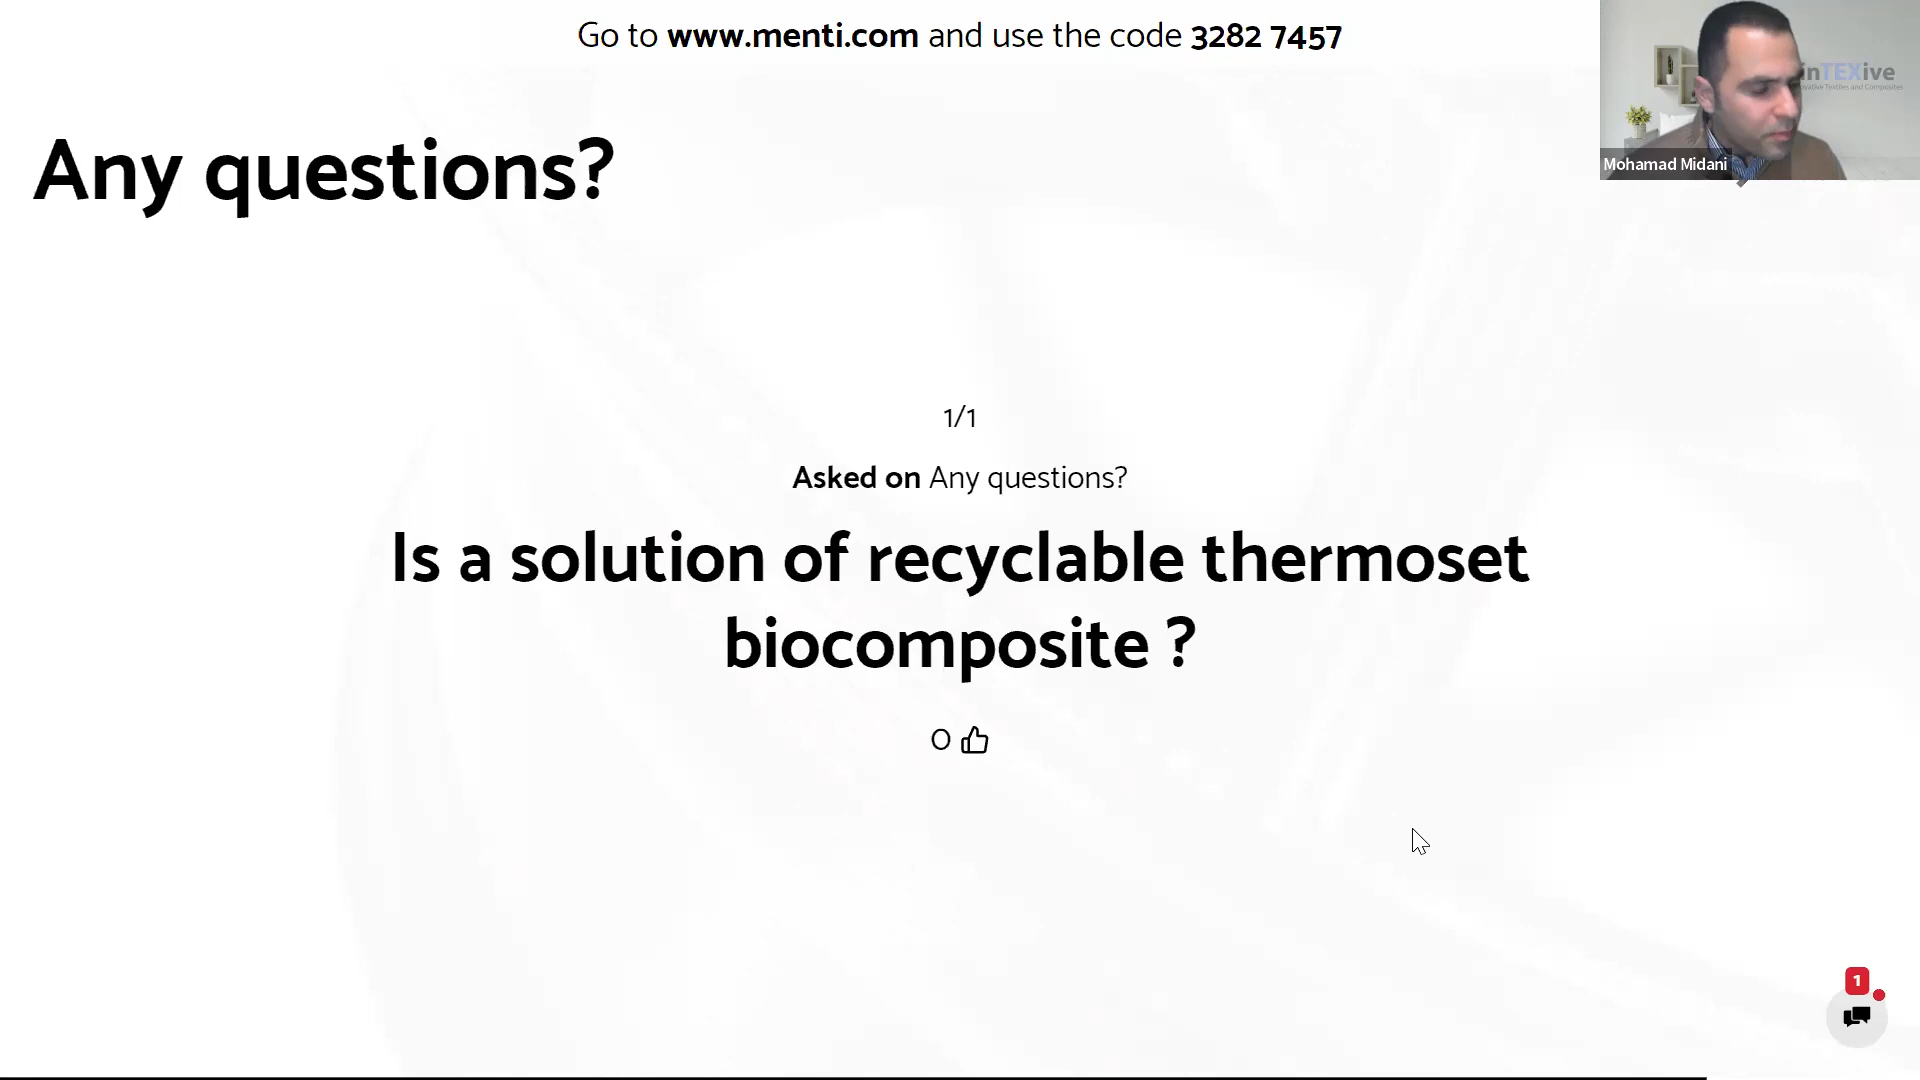 Go to www.menti.com and use the code 3282 7457
inTEXive
Mohamad Midani
Any questions?
1/1
Asked on Any questions?
Is a solution of recyclable thermoset
biocomposite ?
0
1